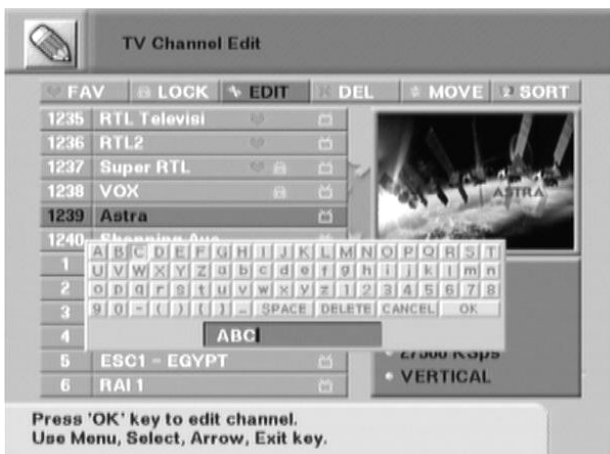 TV Channel Edit
FAV LOCK EDIT DEL MOVE SORT
1235 RTL Televisi
1236 RTL2
1237 Super RTL
1238 VOX
1239 Astra
1240
ASTRA
A B C D E F G H I J K L M N O P Q R S T
1 U V W X Y Z a b c d e f g h i j k l m n
2 o p q r s t u v w x y z 1 2 3 4 5 6 7 8
3 9 0 - ( ) { } _ SPACE DELETE CANCEL OK
4 ABC
27500 KSps
5 ESC1 - EGYPT
6 RAI 1
VERTICAL
Press 'OK' key to edit channel.
Use Menu, Select, Arrow, Exit key.